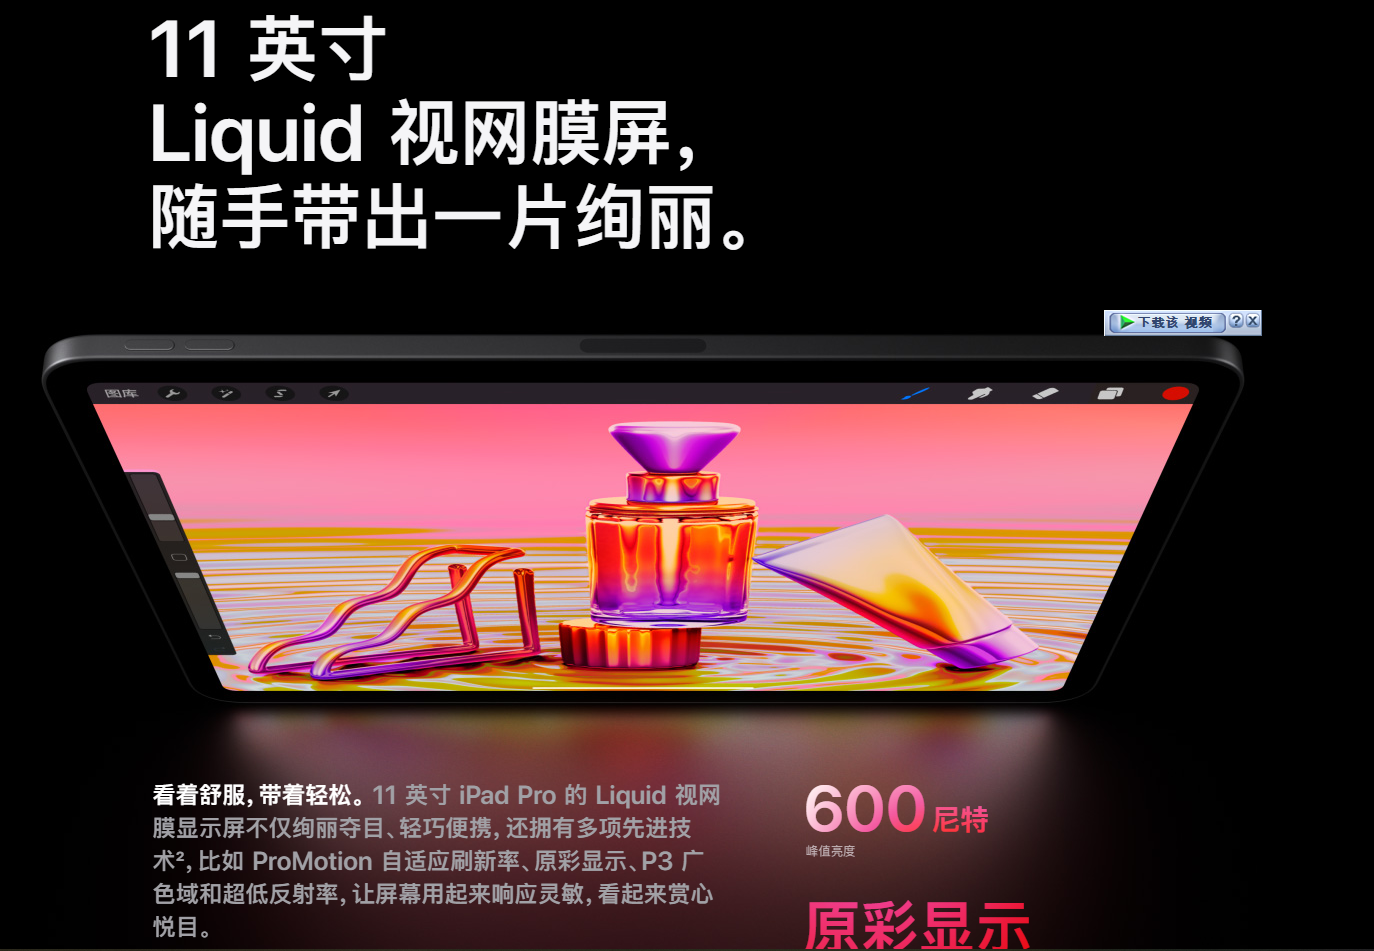 11 英寸
Liquid 视网膜屏，
随手带出一片绚丽。
下载该 视频
图库
看着舒服，带着轻松。11 英寸 iPad Pro 的 Liquid 视网
膜显示屏不仅绚丽夺目、轻巧便携，还拥有多项先进技
术²，比如 ProMotion 自适应刷新率、原彩显示、P3 广
色域和超低反射率，让屏幕用起来响应灵敏，看起来赏心
悦目。
600 尼特
峰值亮度
原彩显示